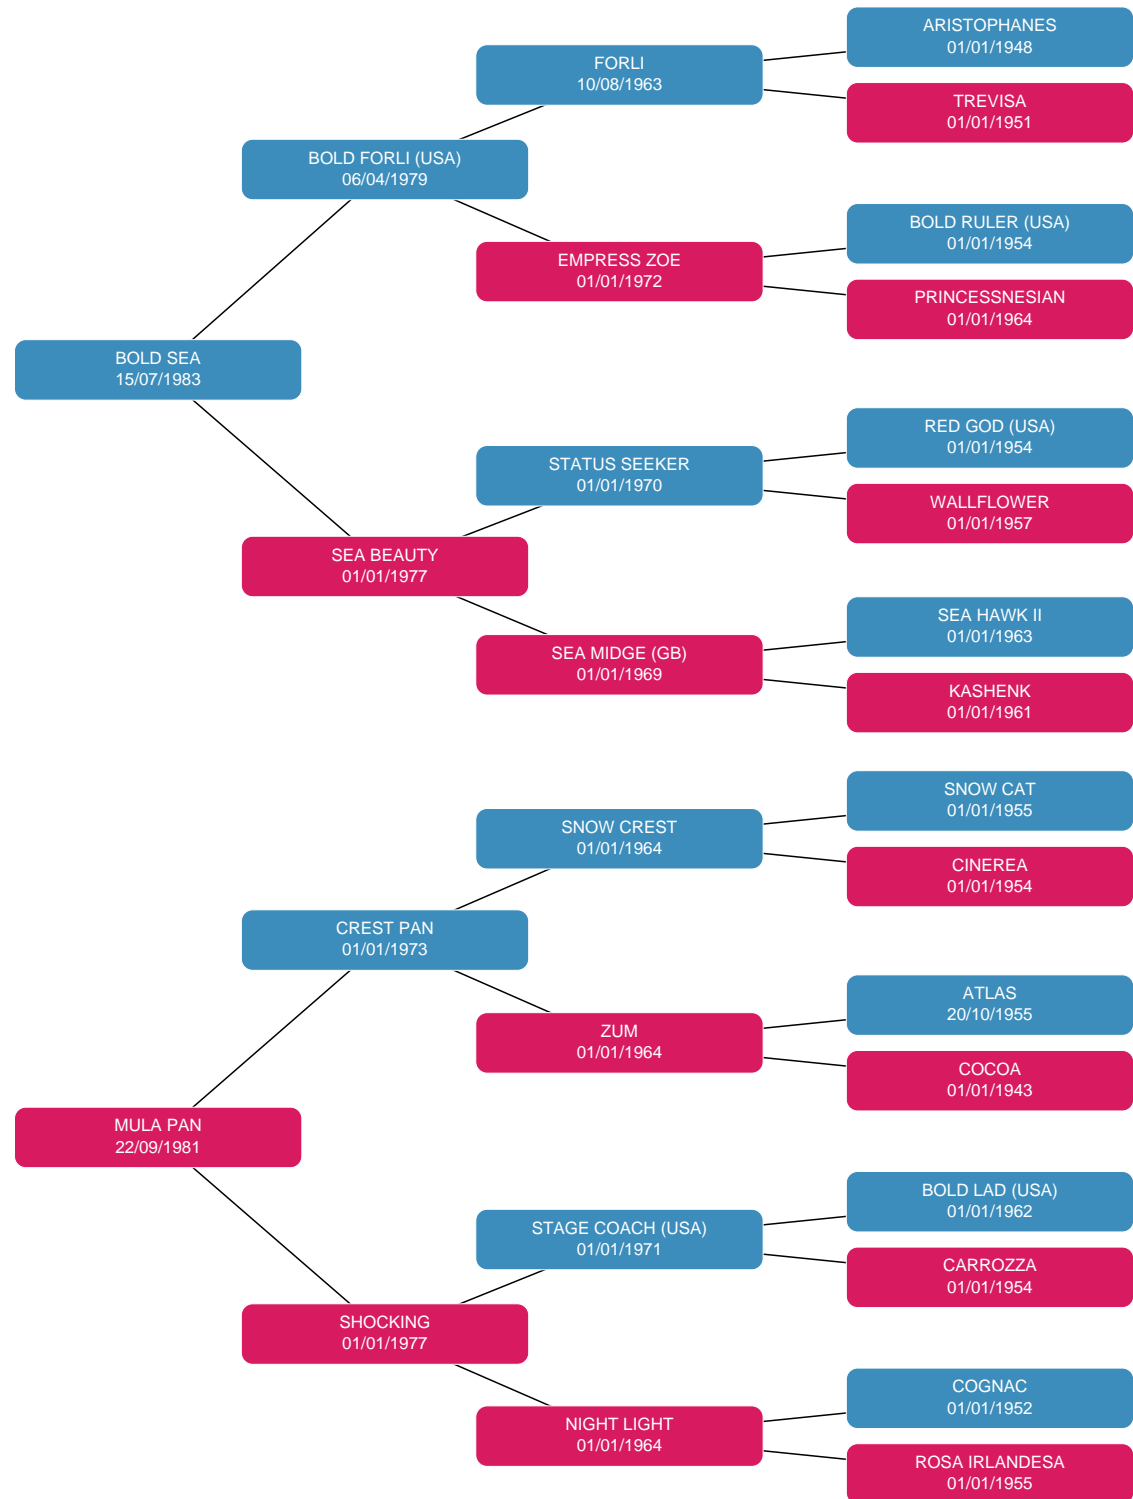 ARISTOPHANES
01/01/1948
FORLI
10/08/1963
TREVISA
01/01/1951
BOLD FORLI (USA)
06/04/1979
BOLD RULER (USA)
01/01/1954
EMPRESS ZOE
01/01/1972
PRINCESSNESIAN
01/01/1964
BOLD SEA
15/07/1983
RED GOD (USA)
01/01/1954
STATUS SEEKER
01/01/1970
WALLFLOWER
01/01/1957
SEA BEAUTY
01/01/1977
SEA HAWK II
01/01/1963
SEA MIDGE (GB)
01/01/1969
KASHENK
01/01/1961
SNOW CAT
01/01/1955
SNOW CREST
01/01/1964
CINEREA
01/01/1954
CREST PAN
01/01/1973
ATLAS
20/10/1955
ZUM
01/01/1964
COCOA
01/01/1943
MULA PAN
22/09/1981
BOLD LAD (USA)
01/01/1962
STAGE COACH (USA)
01/01/1971
CARROZZA
01/01/1954
SHOCKING
01/01/1977
COGNAC
01/01/1952
NIGHT LIGHT
01/01/1964
ROSA IRLANDESA
01/01/1955